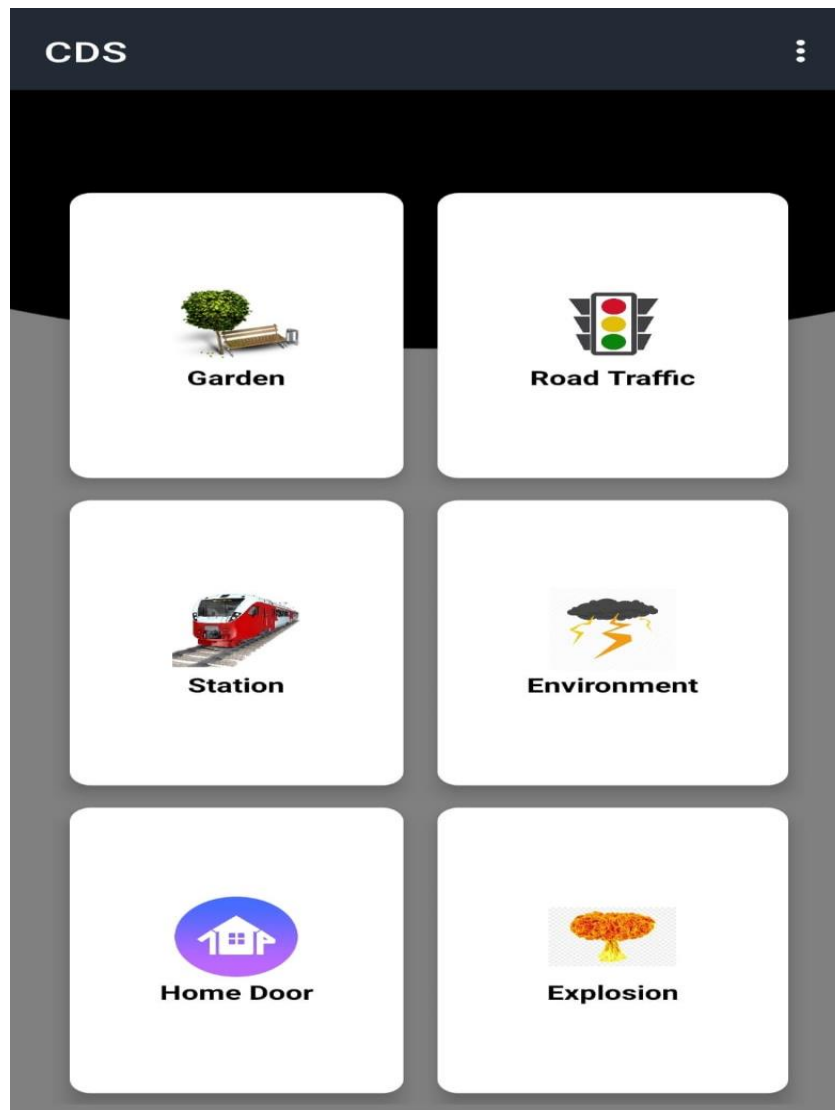 CDS
Garden
Road Traffic
Station
Environment
Home Door
Explosion